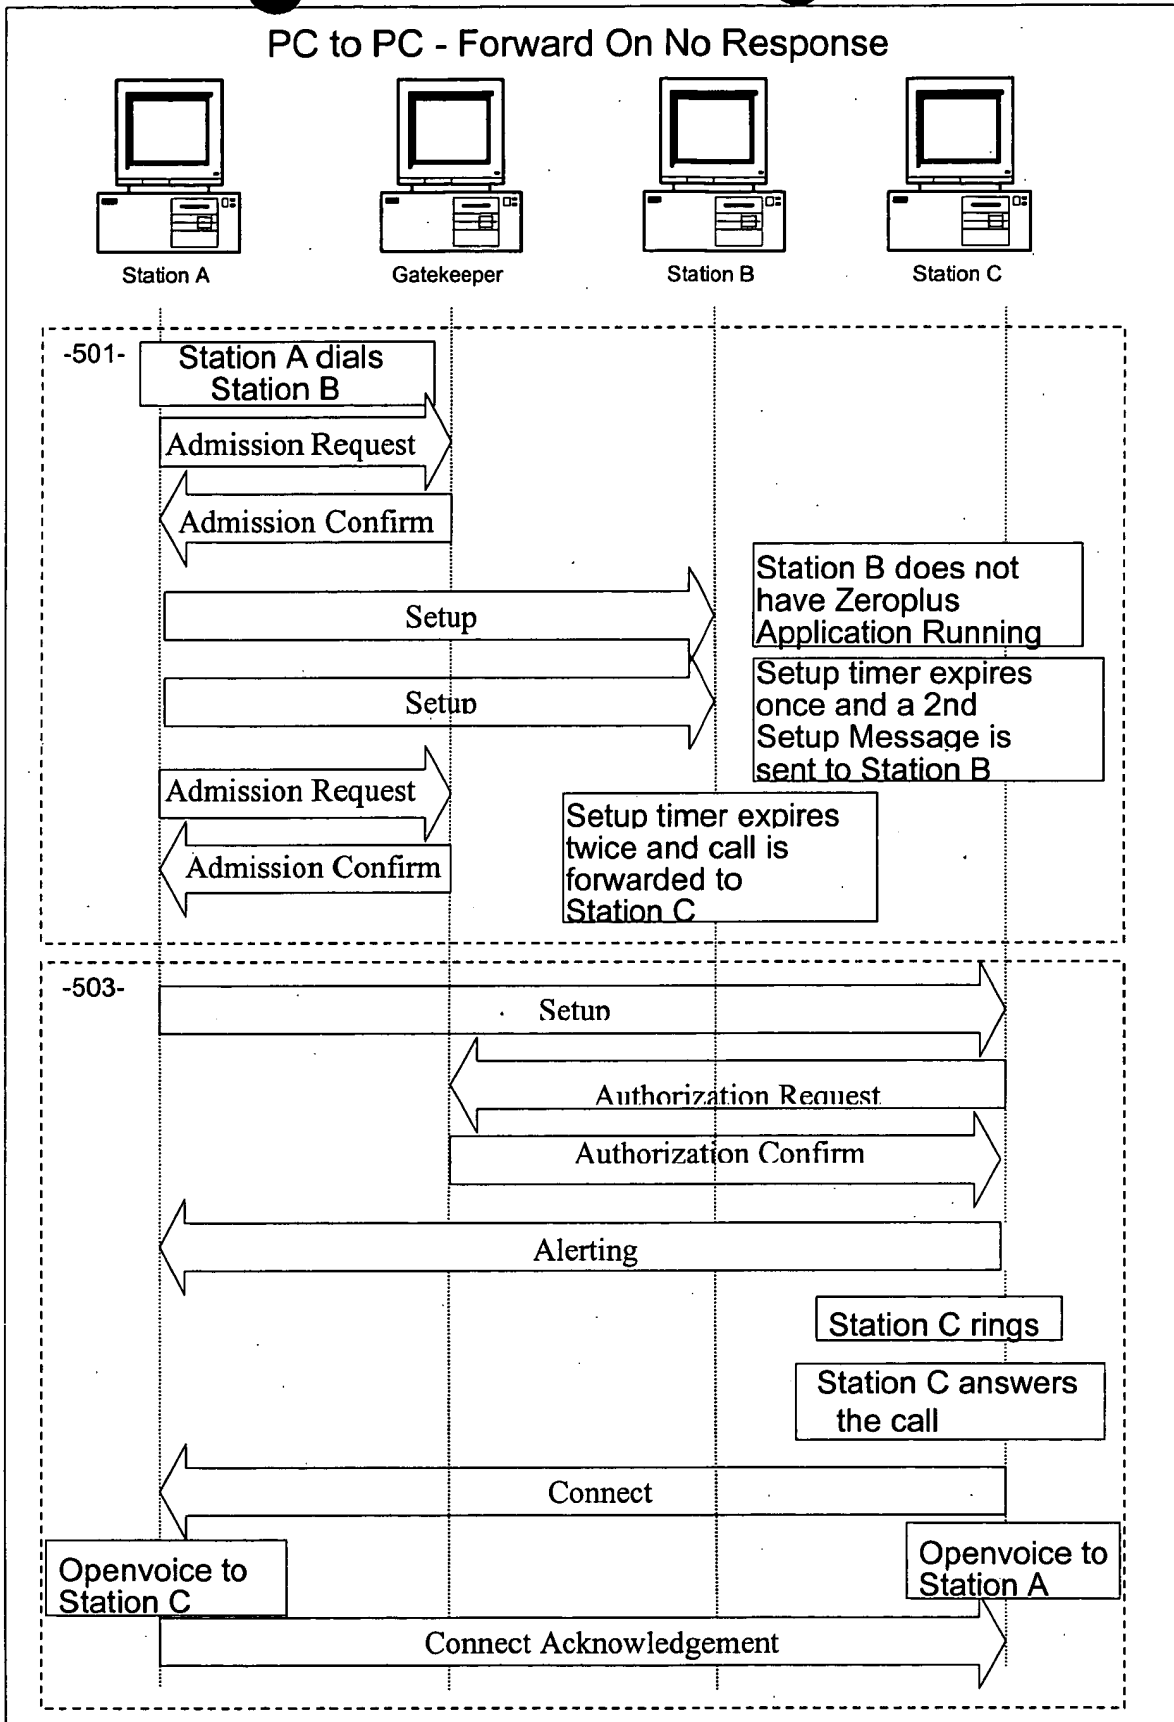 PC to PC - Forward On No Response
Station A
Gatekeeper
Station B
Station C
-501-
Station A dials
Station B
Admission Request
Admission Confirm
Setup
Station B does not
have Zeroplus
Application Running
Setup
Setup timer expires
once and a 2nd
Setup Message is
sent to Station B
Admission Request
Setup timer expires
twice and call is
forwarded to
Station C
Admission Confirm
-503-
Setup
Authorization Request
Authorization Confirm
Alerting
Station C rings
Station C answers
the call
Connect
Openvoice to
Station C
Openvoice to
Station A
Connect Acknowledgement